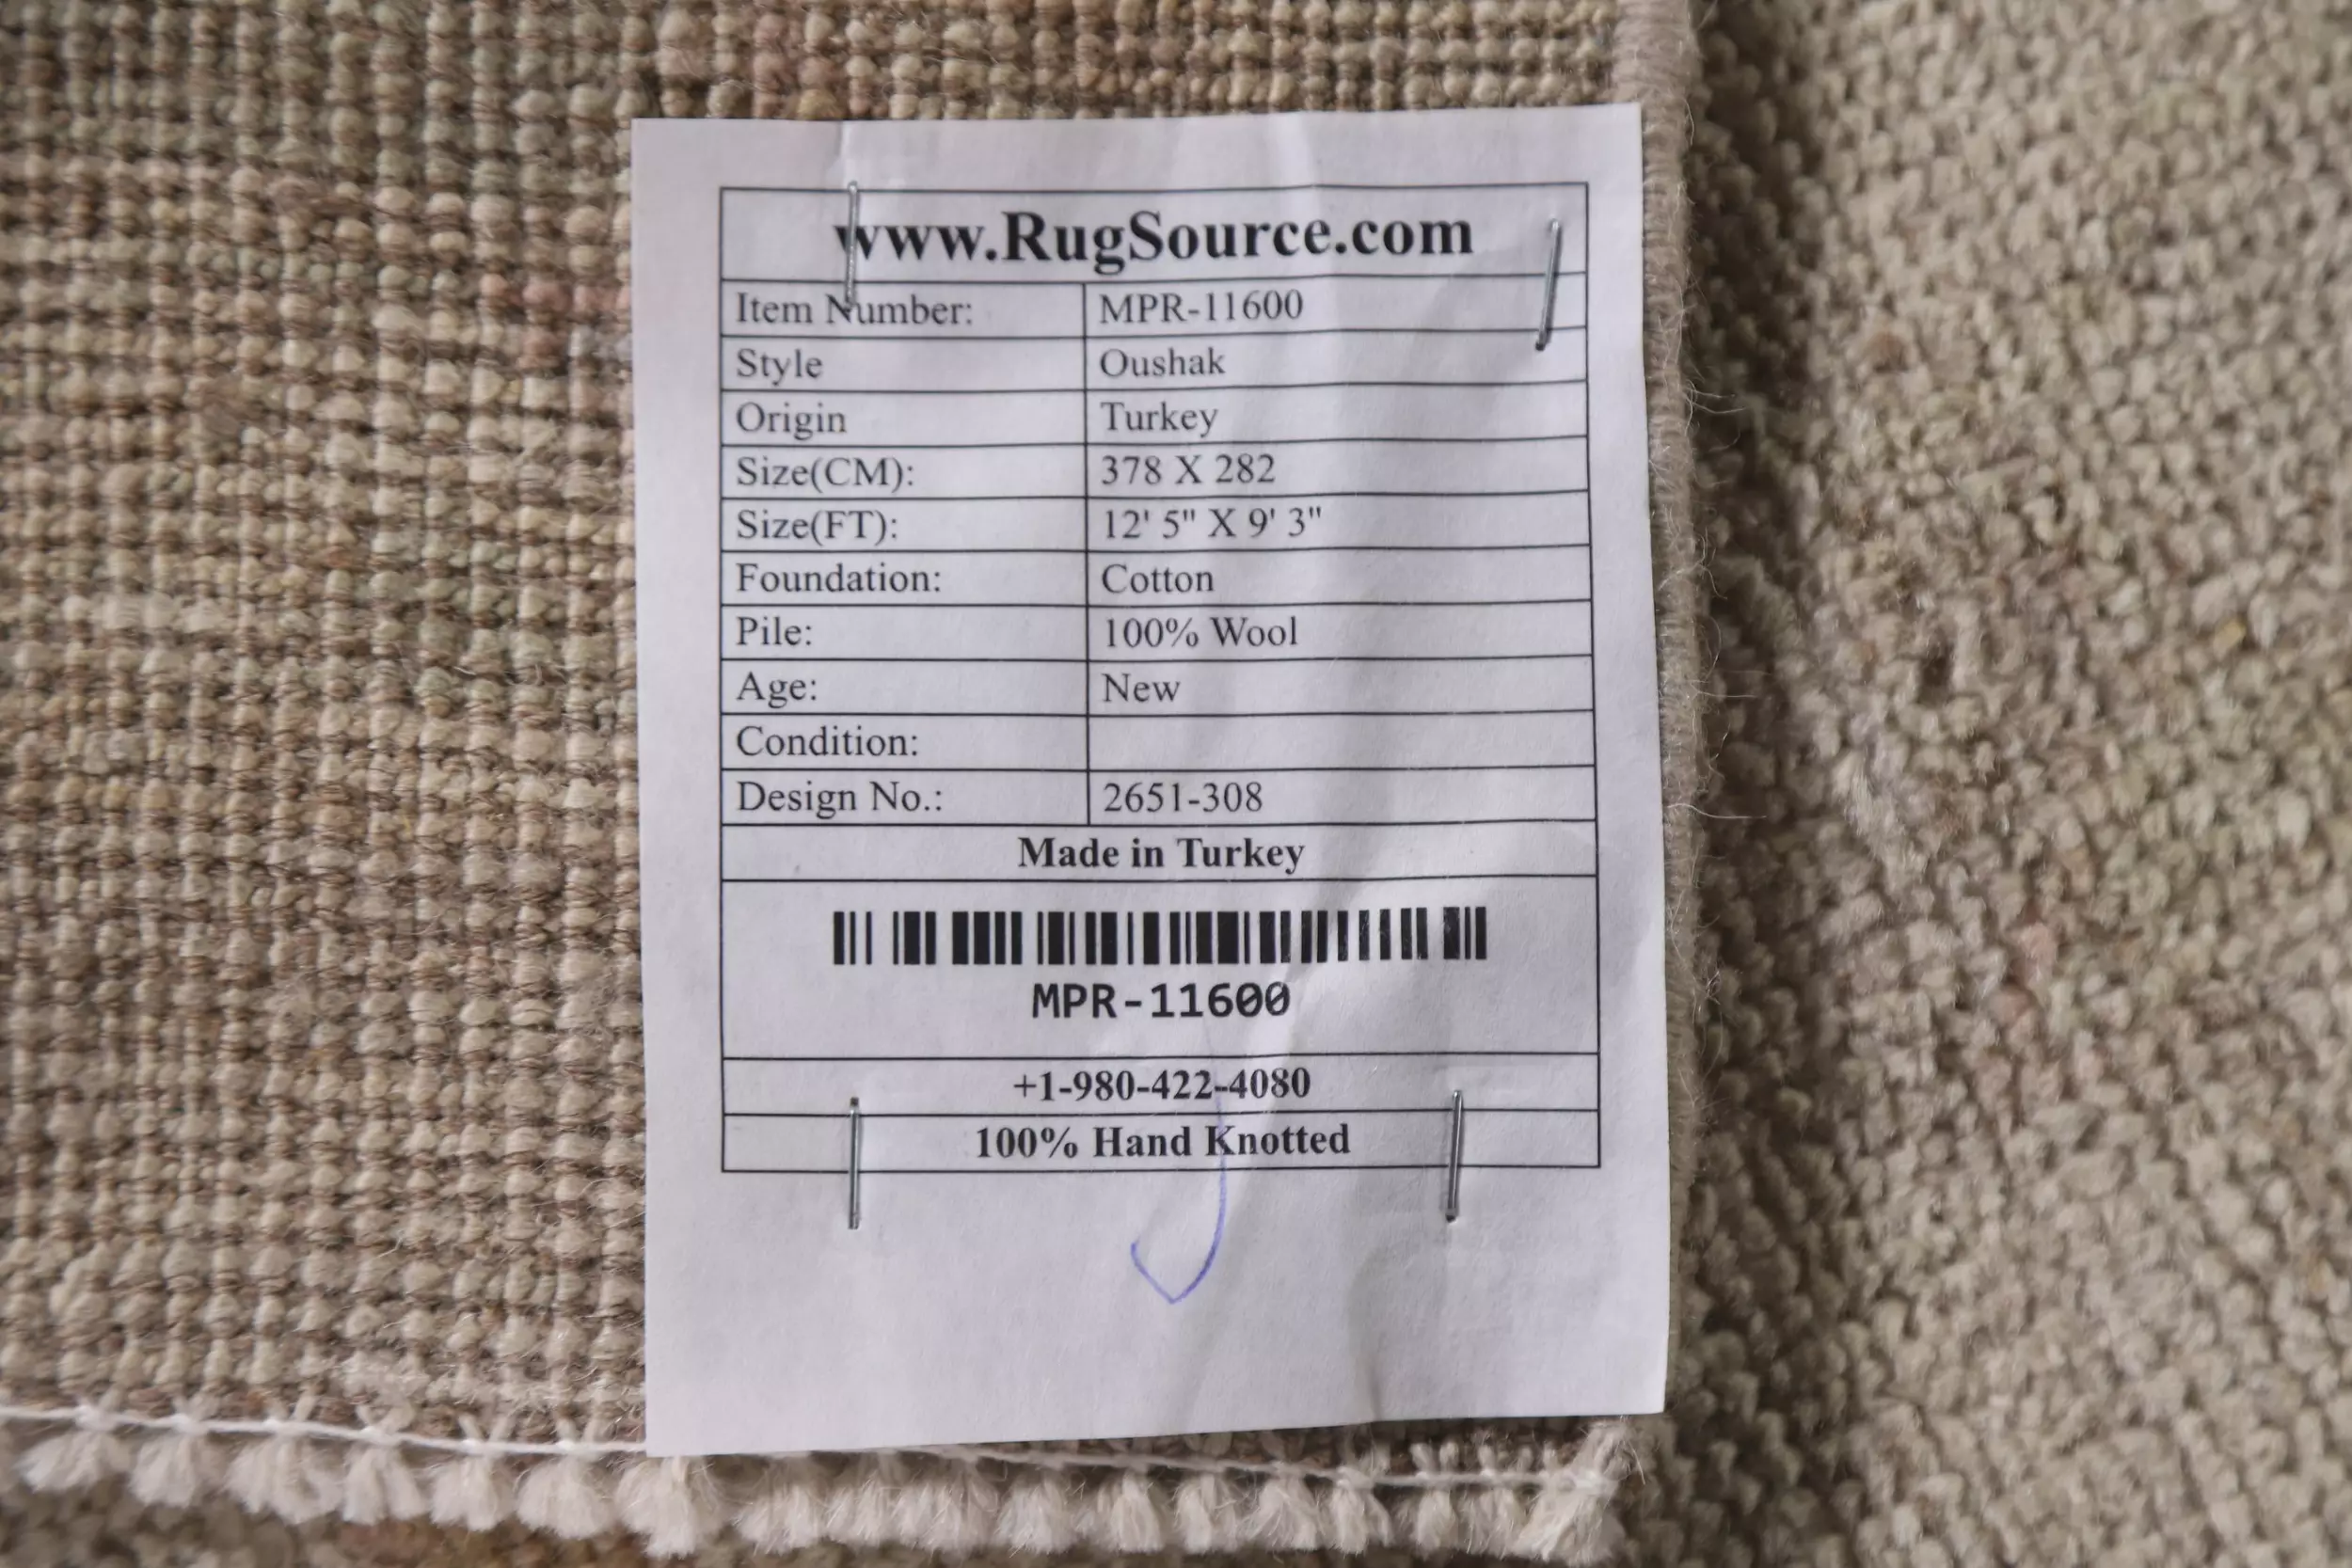 www.RugSource.com
Item Number: MPR-11600
Style Oushak
Origin Turkey
Size(CM): 378 X 282
Size(FT): 12' 5" X 9' 3"
Foundation: Cotton
Pile: 100% Wool
Age: New
Condition:
Design No.: 2651-308
Made in Turkey
MPR-11600
+1-980-422-4080
100% Hand Knotted